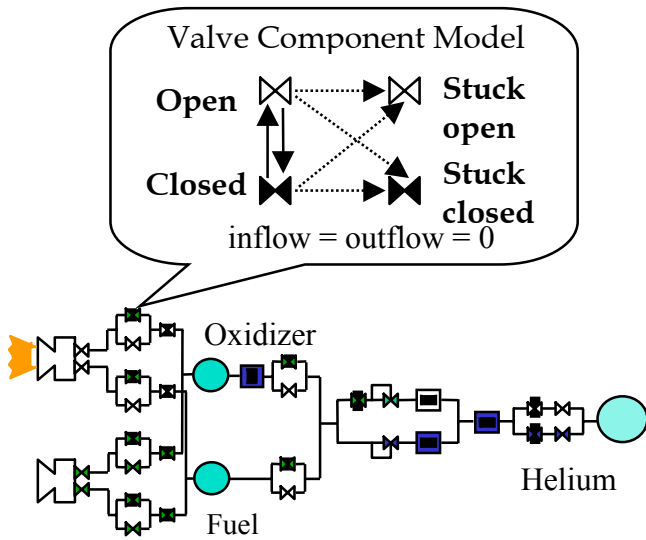 Valve Component Model
Open
Stuck
open
Closed
Stuck
closed
inflow = outflow = 0
Oxidizer
Fuel
Helium